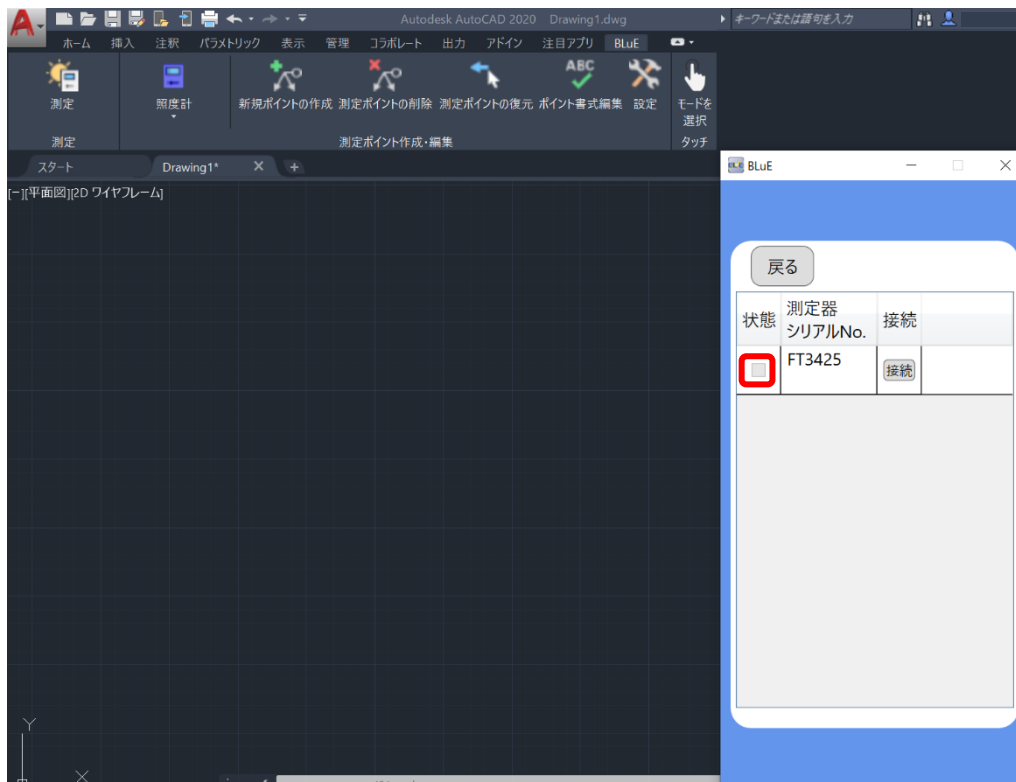 Autodesk AutoCAD 2020 Drawing1.dwg
キーワードまたは語句を入力
ホーム 挿入 注釈 パラメトリック 表示 管理 コラボレート 出力 アドイン 注目アプリ BLuE
測定
照度計
新規ポイントの作成 測定ポイントの削除 測定ポイントの復元 ポイント書式編集 設定
ABC
モードを
選択
測定 測定ポイント作成・編集 タッチ
スタート Drawing1*
[-][平面図][2D ワイヤフレーム]
BLuE
戻る
状態 測定器
シリアルNo. 接続
FT3425 接続
Y
X